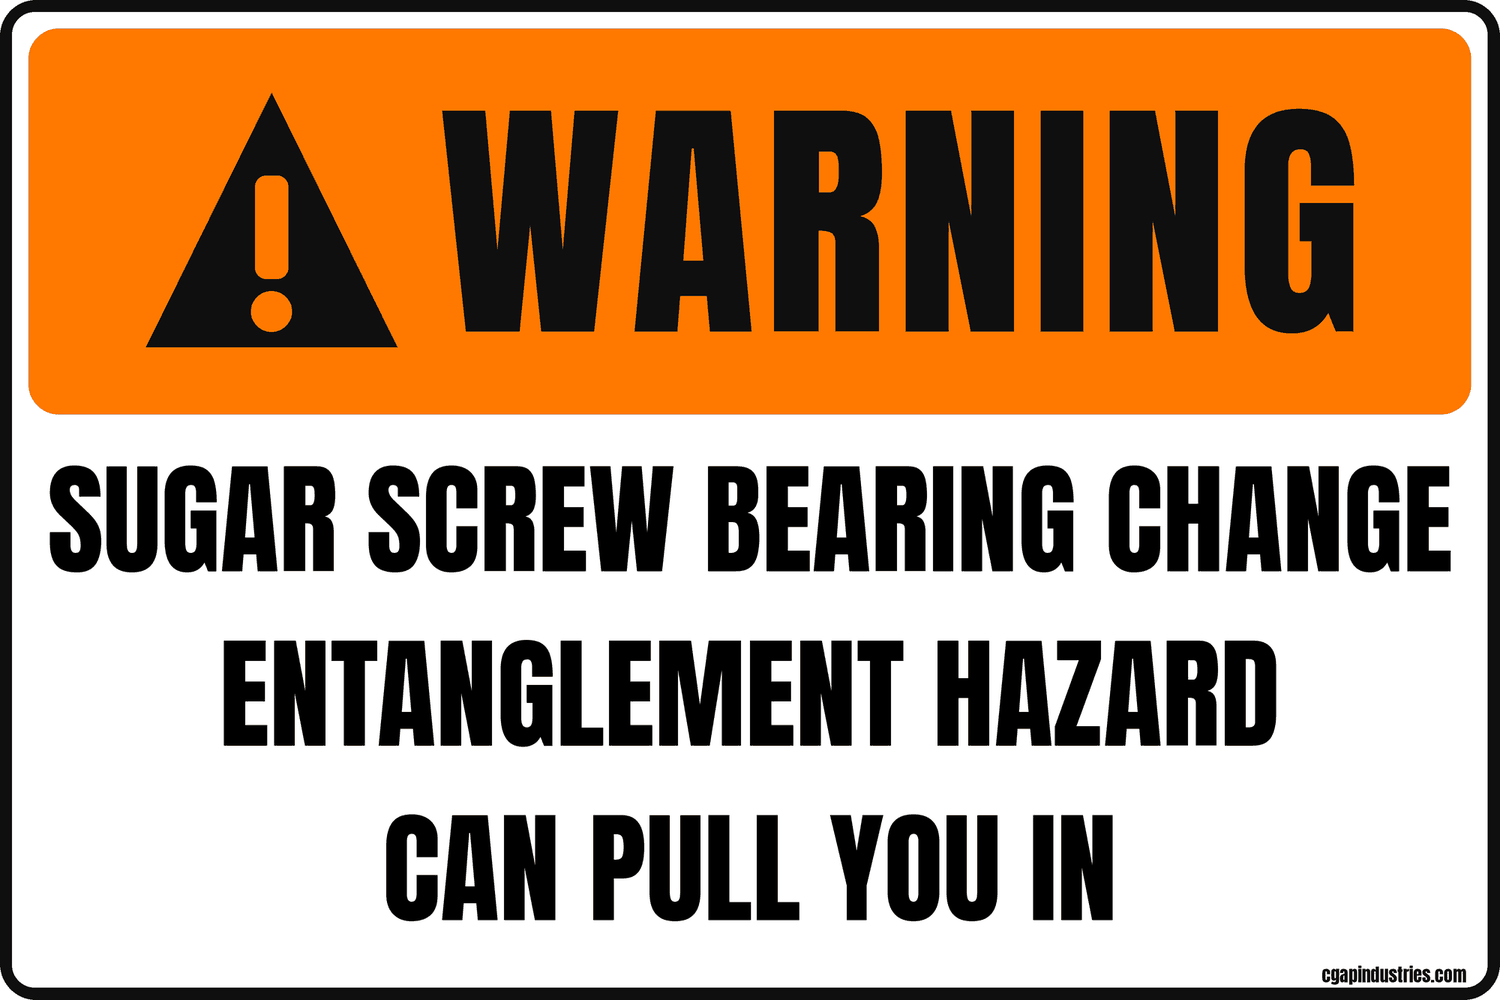 WARNING
SUGAR SCREW BEARING CHANGE
ENTANGLEMENT HAZARD
CAN PULL YOU IN
cgapindustries.com